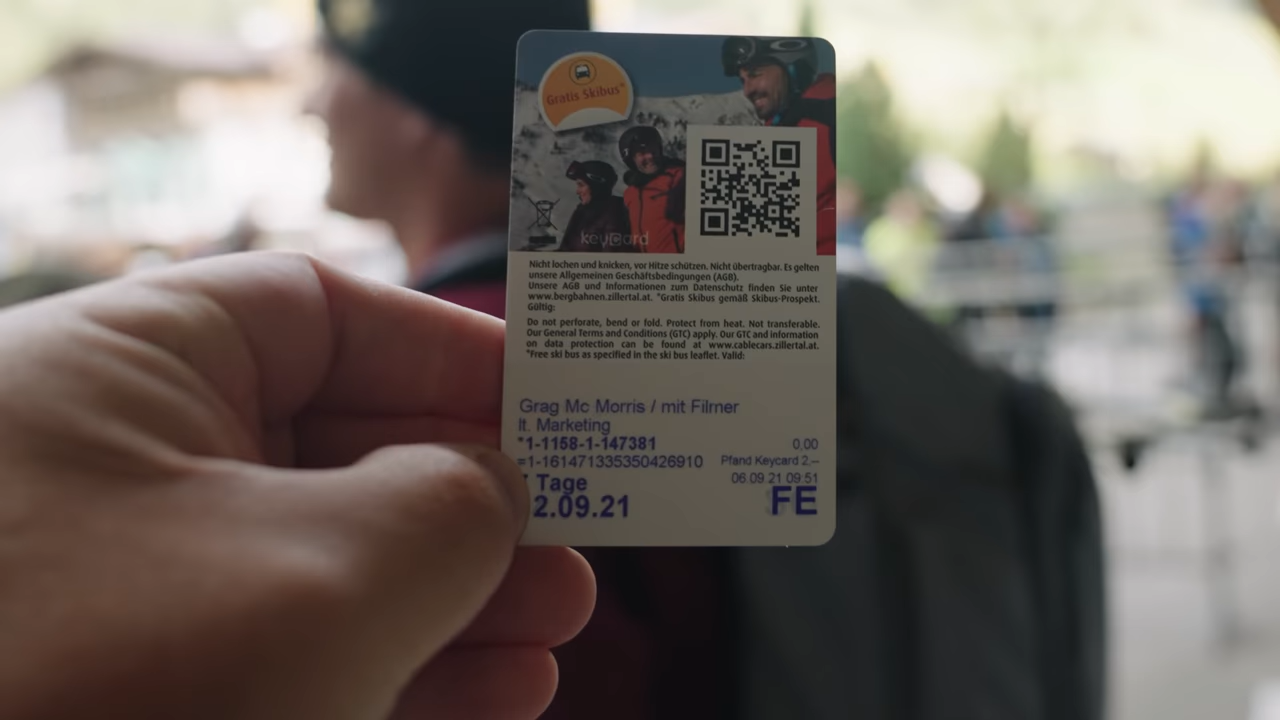 Gratis Skibus*
keycard
Nicht lochen und knicken, vor Hitze schützen. Nicht übertragbar. Es gelten
unsere Allgemeinen Geschäftsbedingungen (AGB).
Unsere AGB und Informationen zum Datenschutz finden Sie unter
www.bergbahnen.zillertal.at. *Gratis Skibus gemäß Skibus-Prospekt.
Gültig:
Do not perforate, bend or fold. Protect from heat. Not transferable.
Our General Terms and Conditions (GTC) apply. Our GTC and information
on data protection can be found at www.cablecars.zillertal.at.
*Free ski bus as specified in the ski bus leaflet. Valid:
Grag Mc Morris / mit Filmer
lt. Marketing
*1-1158-1-147381 0,00
=1-161471335350426910 Pfand Keycard 2.–
Tage 06.09.21 09:51
2.09.21 FE